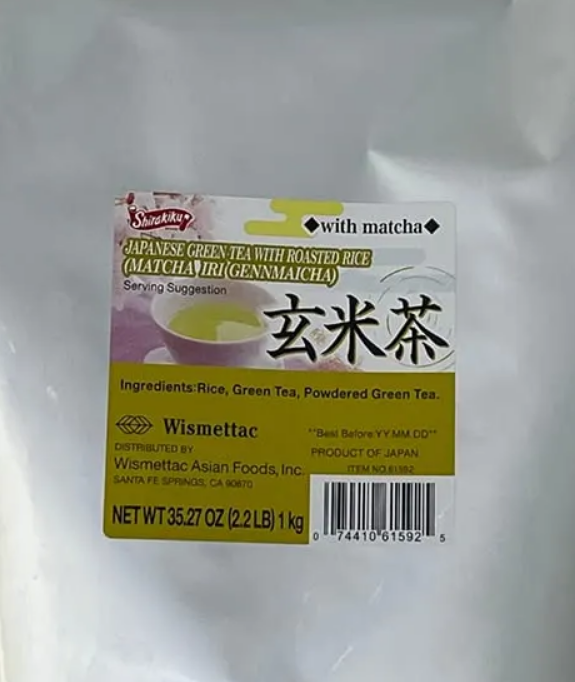 Shirakiku
◆with matcha◆
JAPANESE GREEN TEA WITH ROASTED RICE
(MATCHA IRI GENNMAICHA)
Serving Suggestion
玄米茶
Ingredients:Rice, Green Tea, Powdered Green Tea.
Wismettac
**Best Before:YY.MM.DD**
DISTRIBUTED BY
PRODUCT OF JAPAN
Wismettac Asian Foods, Inc.
ITEM NO.61592
SANTA FE SPRINGS, CA 90670
NET WT 35.27 OZ (2.2 LB) 1 kg
0 74410 61592 5